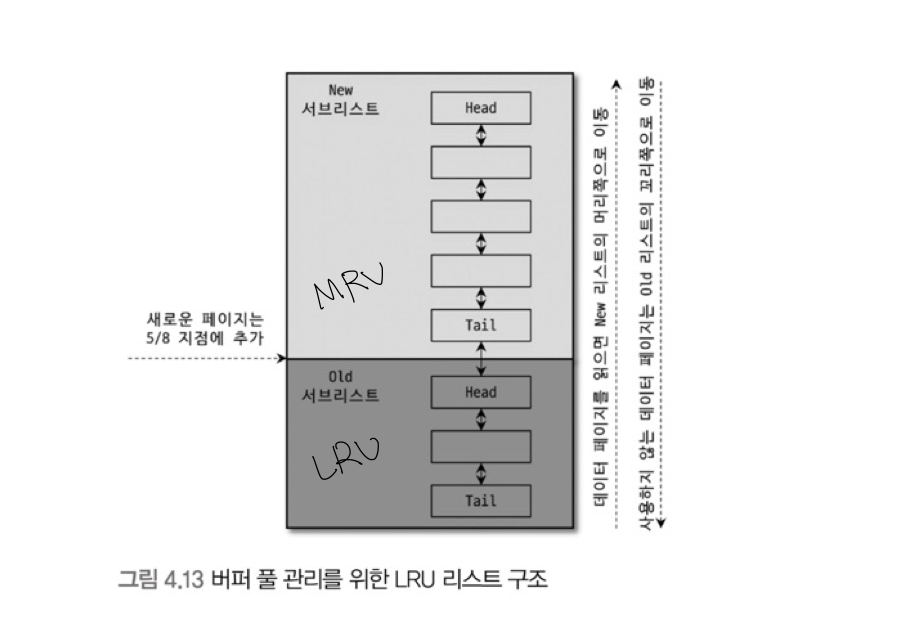 New
서브리스트
Head
MRU
Tail
새로운 페이지는
5/8 지점에 추가
Old
서브리스트
Head
LRU
Tail
데이터 페이지를 읽으면 New 리스트의 머리쪽으로 이동
사용하지 않는 데이터 페이지는 Old 리스트의 꼬리쪽으로 이동
그림 4.13 버퍼 풀 관리를 위한 LRU 리스트 구조